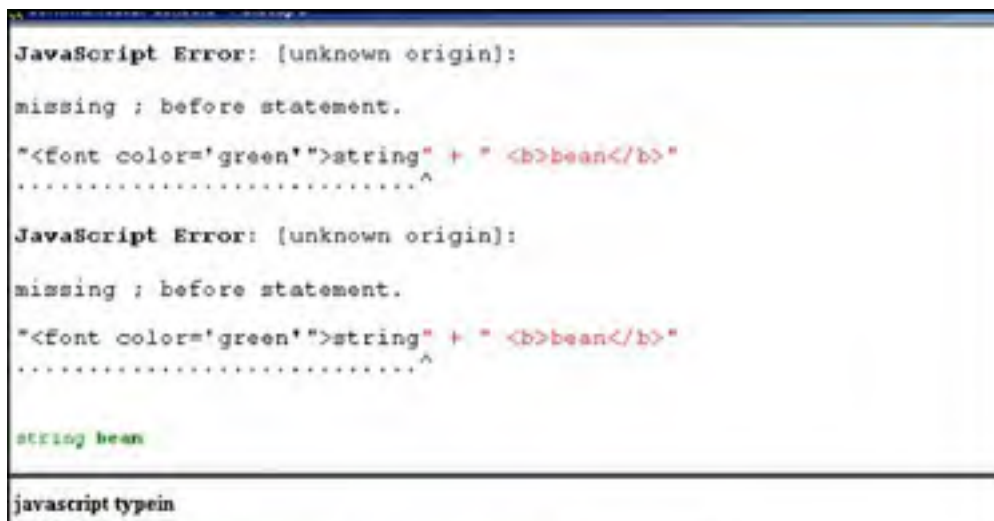 JavaScript Error: [unknown origin]:
missing ; before statement.
"<font color='green'">string" + " <b>bean</b>"
............................^
JavaScript Error: [unknown origin]:
missing ; before statement.
"<font color='green'">string" + " <b>bean</b>"
............................^
string bean
javascript typein